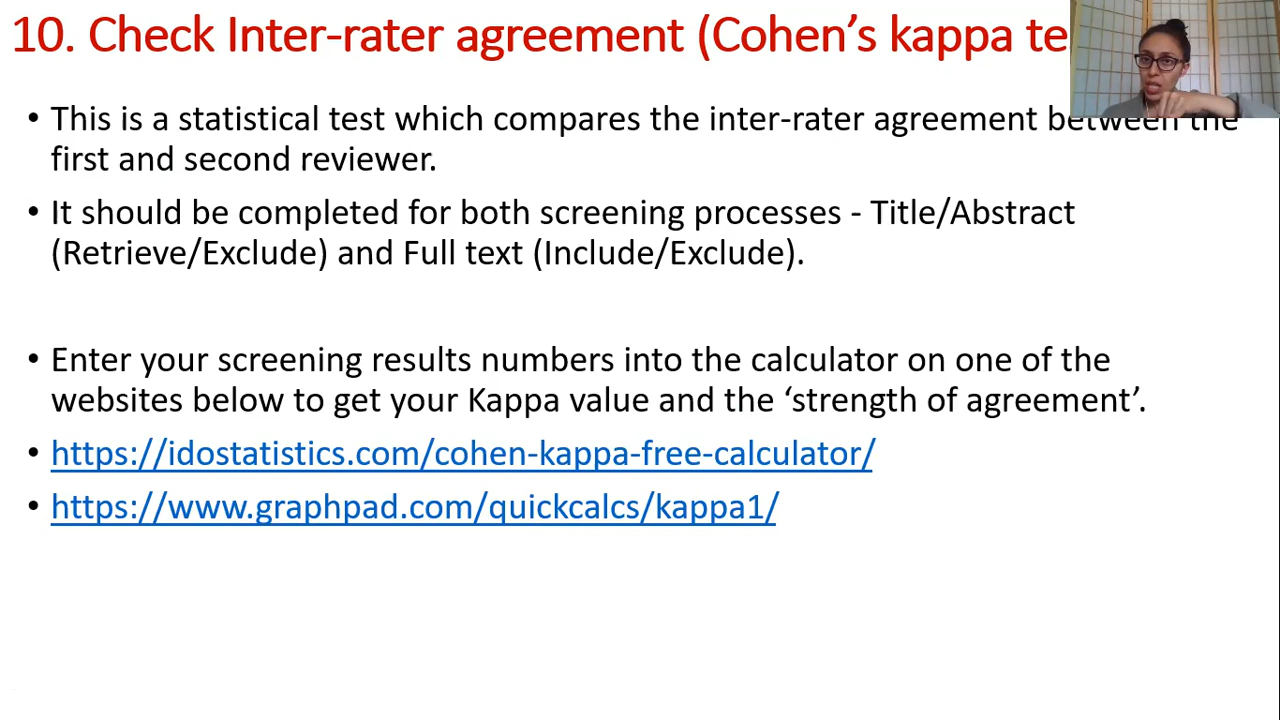 10. Check Inter-rater agreement (Cohen’s kappa te
• This is a statistical test which compares the inter-rater agreement between the
first and second reviewer.
• It should be completed for both screening processes - Title/Abstract
(Retrieve/Exclude) and Full text (Include/Exclude).
• Enter your screening results numbers into the calculator on one of the
websites below to get your Kappa value and the ‘strength of agreement’.
• https://idostatistics.com/cohen-kappa-free-calculator/
• https://www.graphpad.com/quickcalcs/kappa1/